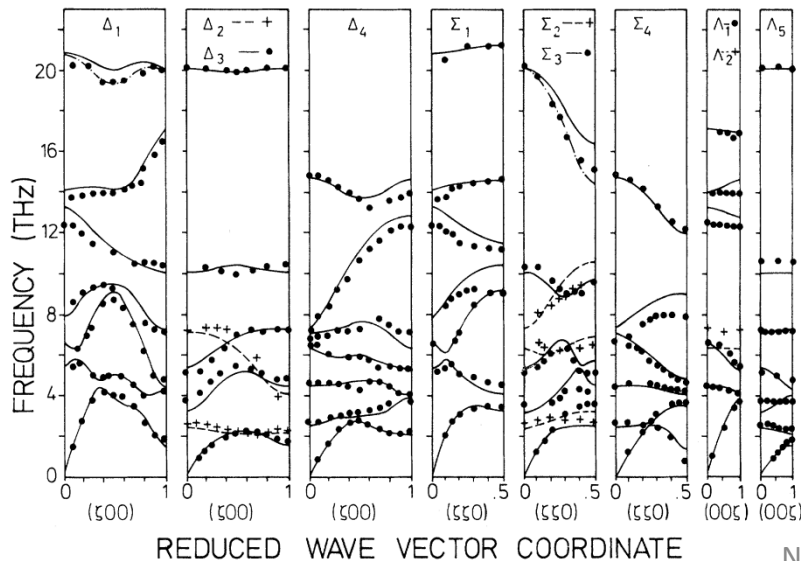 Δ₁ Δ₂ ---- + Δ₄ Σ₁ Σ₂ ---+ Σ₄ Λ₁ • Λ₅
Δ₃ — • Σ₃ — • Λ₂ +
20
16
12
8
4
0
FREQUENCY (THz)
0 1 0 1 0 1 0 .5 0 .5 0 .5 0 1 0 1
(ζ00) (ζ00) (ζ00) (ζζ0) (ζζ0) (ζζ0) (00ζ) (00ζ)
REDUCED WAVE VECTOR COORDINATE
N